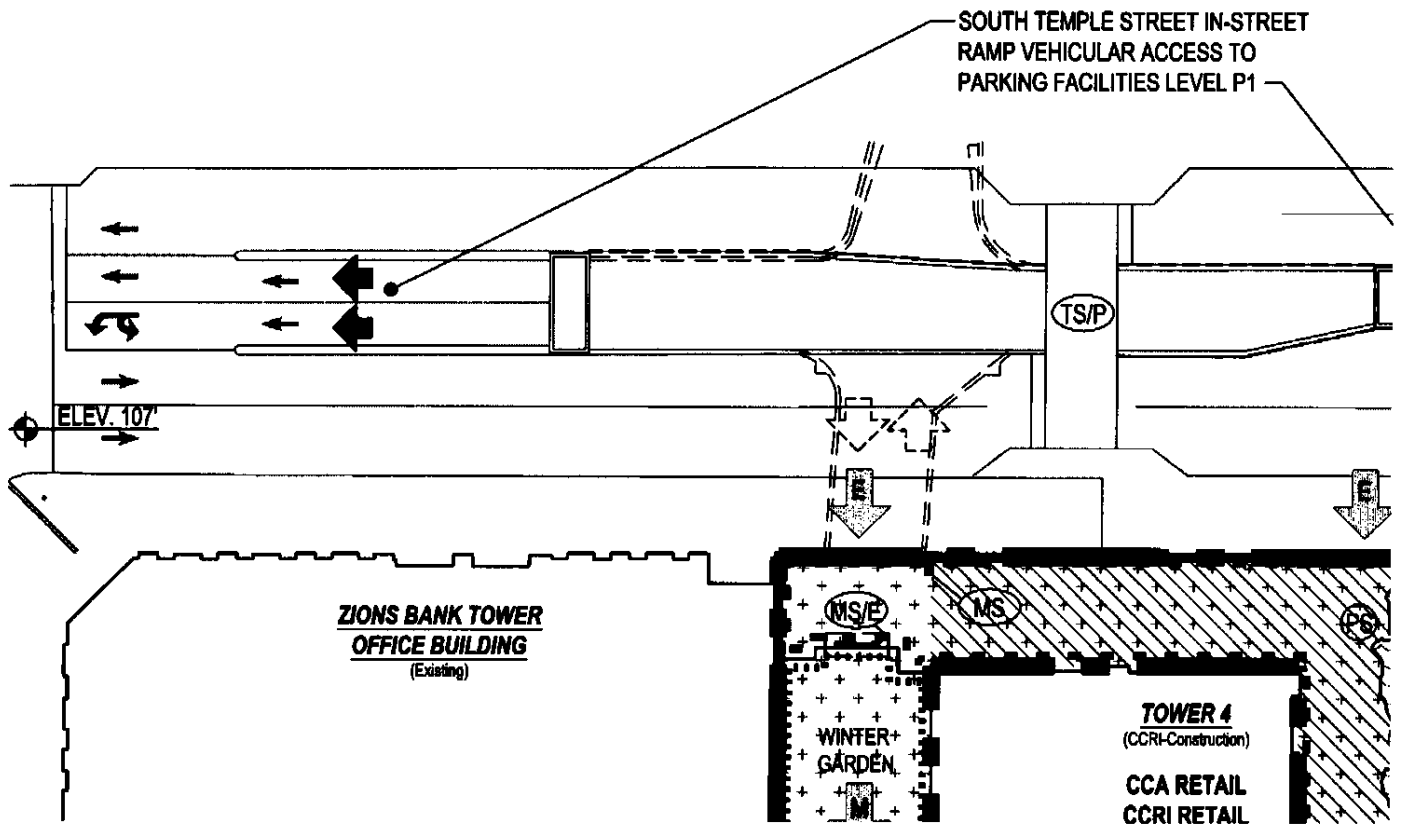 SOUTH TEMPLE STREET IN-STREET
RAMP VEHICULAR ACCESS TO
PARKING FACILITIES LEVEL P1
TS/P
ELEV. 107'
E
E
MS/E
MS
PS
ZIONS BANK TOWER
OFFICE BUILDING
(Existing)
WINTER
GARDEN
M
TOWER 4
(CCRI-Construction)
CCA RETAIL
CCRI RETAIL